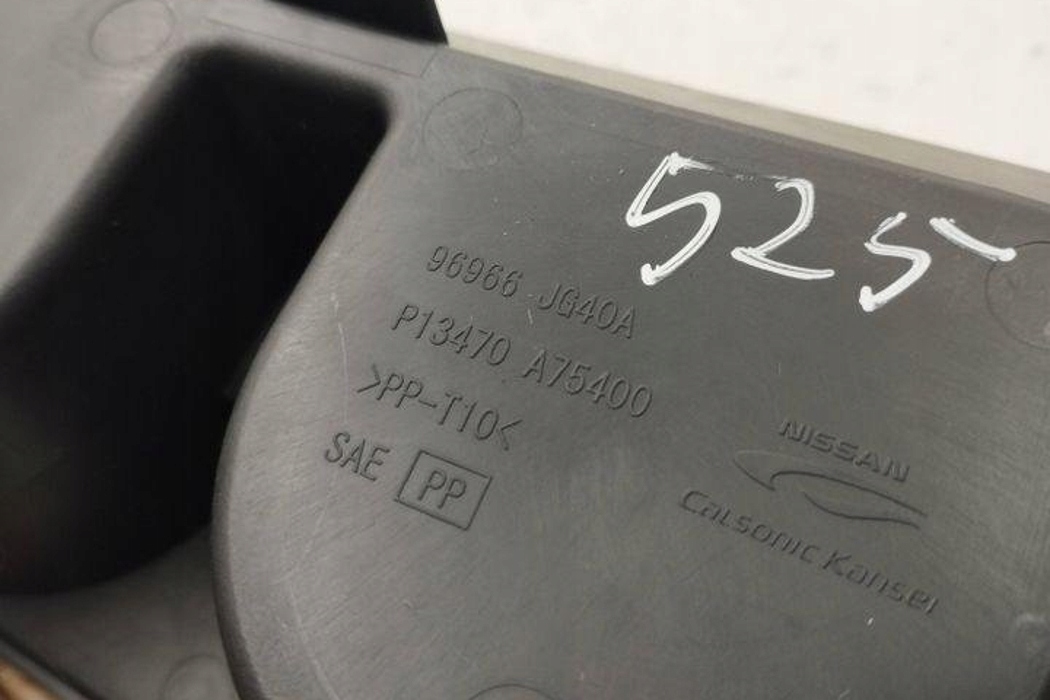 525
96966 JG40A
P13470 A75400
>PP-T10<
SAE PP
NISSAN
Calsonic Kansei